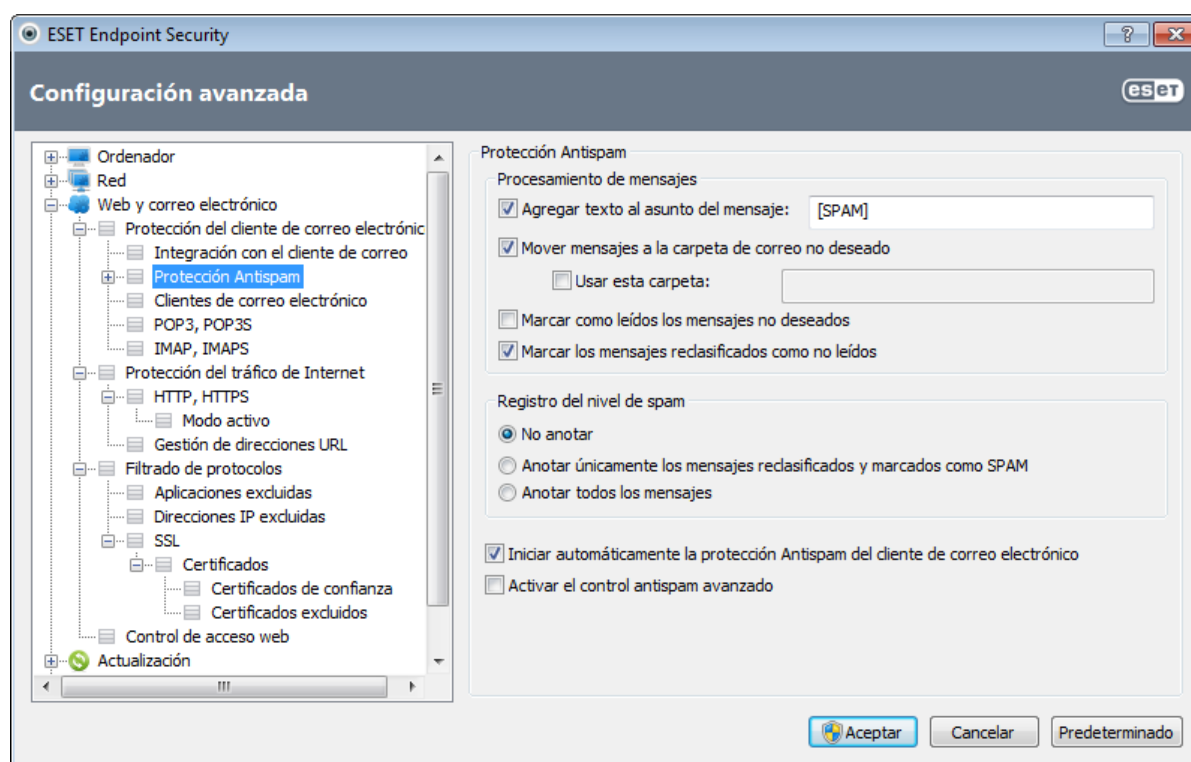 ESET Endpoint Security
Configuración avanzada
eset
Ordenador
Red
Web y correo electrónico
Protección del cliente de correo electrónic
Integración con el cliente de correo
Protección Antispam
Clientes de correo electrónico
POP3, POP3S
IMAP, IMAPS
Protección del tráfico de Internet
HTTP, HTTPS
Modo activo
Gestión de direcciones URL
Filtrado de protocolos
Aplicaciones excluidas
Direcciones IP excluidas
SSL
Certificados
Certificados de confianza
Certificados excluidos
Control de acceso web
Actualización
Protección Antispam
Procesamiento de mensajes
Agregar texto al asunto del mensaje: [SPAM]
Mover mensajes a la carpeta de correo no deseado
Usar esta carpeta:
Marcar como leídos los mensajes no deseados
Marcar los mensajes reclasificados como no leídos
Registro del nivel de spam
No anotar
Anotar únicamente los mensajes reclasificados y marcados como SPAM
Anotar todos los mensajes
Iniciar automáticamente la protección Antispam del cliente de correo electrónico
Activar el control antispam avanzado
Aceptar Cancelar Predeterminado